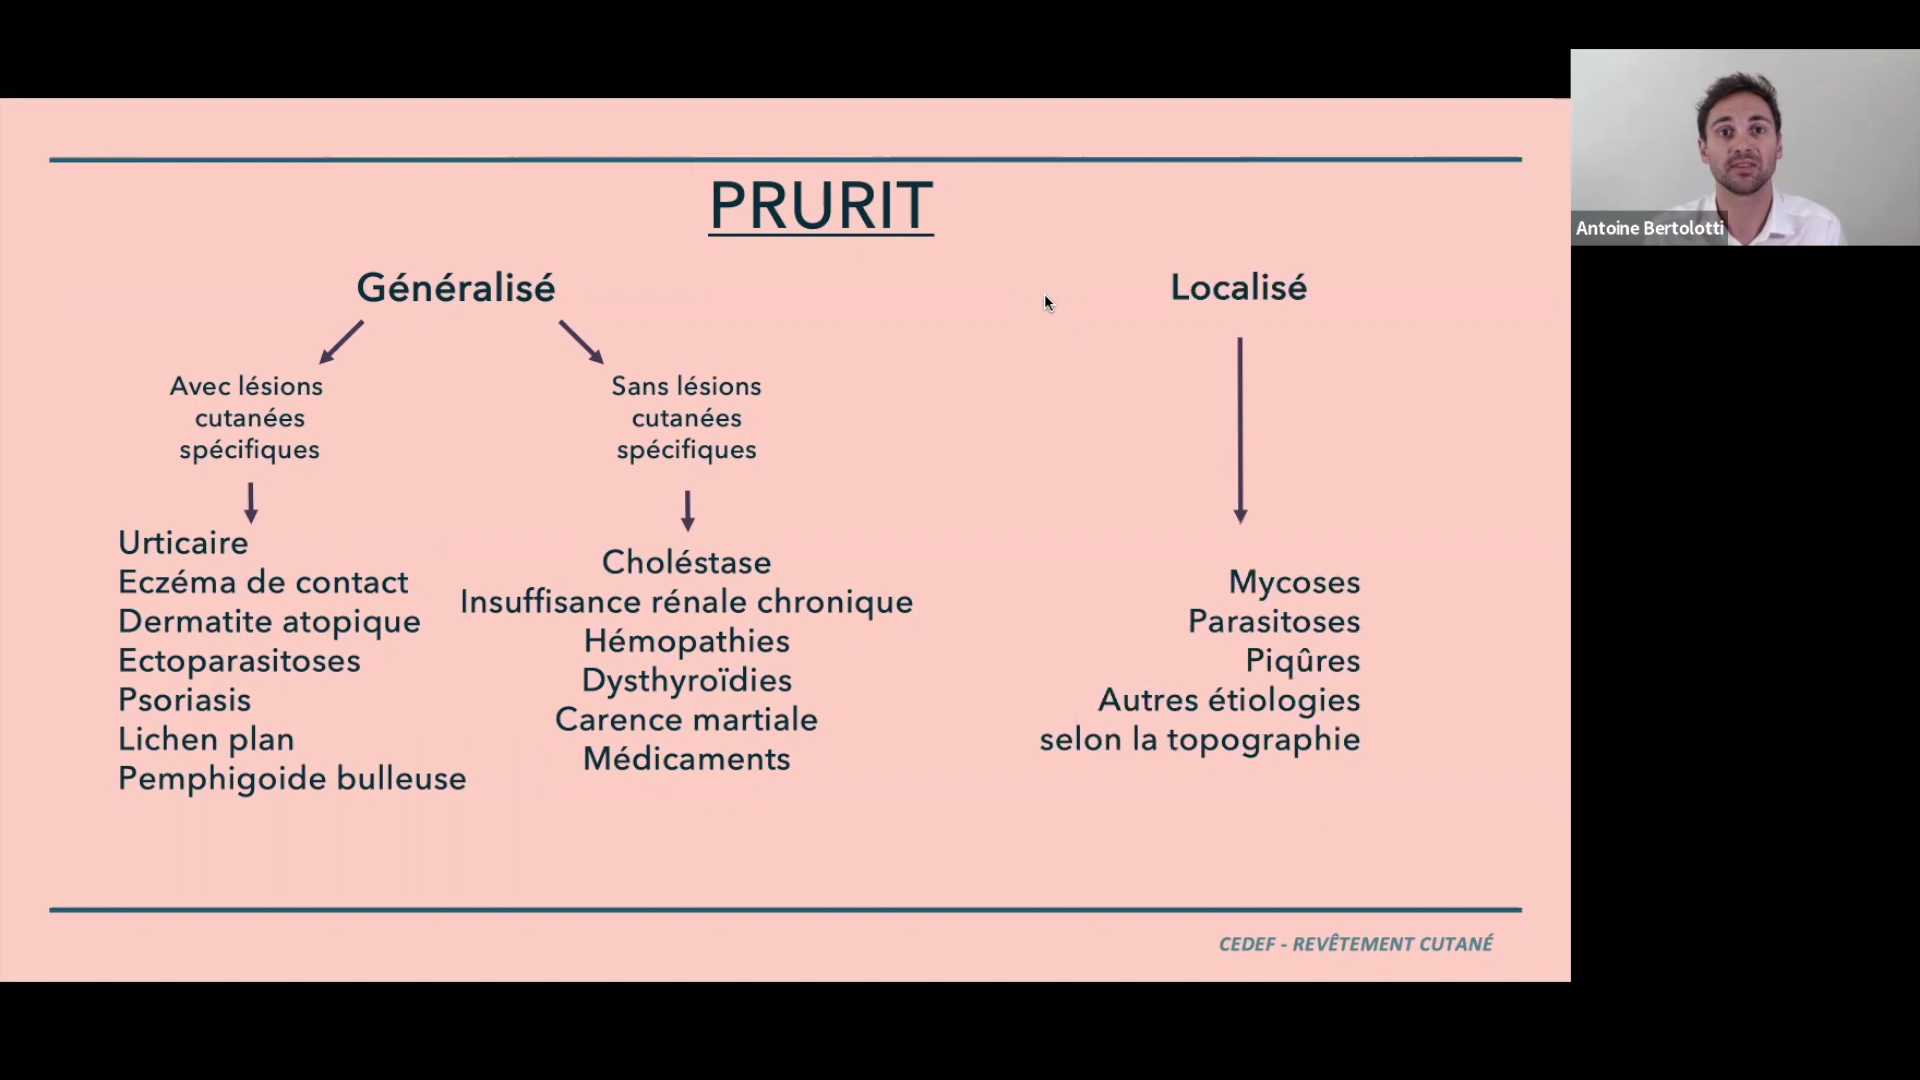 PRURIT
Généralisé
Localisé
Avec lésions
cutanées
spécifiques
Sans lésions
cutanées
spécifiques
Urticaire
Eczéma de contact
Dermatite atopique
Ectoparasitoses
Psoriasis
Lichen plan
Pemphigoide bulleuse
Choléstase
Insuffisance rénale chronique
Hémopathies
Dysthyroïdies
Carence martiale
Médicaments
Mycoses
Parasitoses
Piqûres
Autres étiologies
selon la topographie
CEDEF - REVÊTEMENT CUTANÉ
Antoine Bertolotti